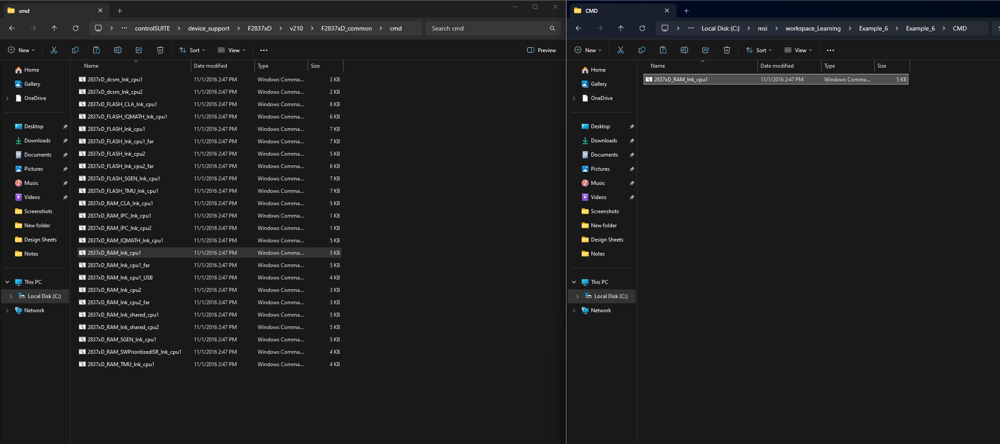 cmd
controlSUITE > device_support > F2837xD > v210 > F2837xD_common > cmd
Search cmd
New
Sort
View
Preview
Home
Gallery
OneDrive
Desktop
Downloads
Documents
Pictures
Music
Videos
Screenshots
New folder
Design Sheets
Notes
This PC
Local Disk (C:)
Network
Name Date modified Type Size
2837xD_dcsm_lnk_cpu1 11/1/2016 2:47 PM Windows Comma... 3 KB
2837xD_dcsm_lnk_cpu2 11/1/2016 2:47 PM Windows Comma... 2 KB
2837xD_FLASH_CLA_lnk_cpu1 11/1/2016 2:47 PM Windows Comma... 8 KB
2837xD_FLASH_IQMATH_lnk_cpu1 11/1/2016 2:47 PM Windows Comma... 6 KB
2837xD_FLASH_lnk_cpu1 11/1/2016 2:47 PM Windows Comma... 7 KB
2837xD_FLASH_lnk_cpu1_far 11/1/2016 2:47 PM Windows Comma... 7 KB
2837xD_FLASH_lnk_cpu2 11/1/2016 2:47 PM Windows Comma... 5 KB
2837xD_FLASH_lnk_cpu2_far 11/1/2016 2:47 PM Windows Comma... 6 KB
2837xD_FLASH_SGEN_lnk_cpu1 11/1/2016 2:47 PM Windows Comma... 7 KB
2837xD_FLASH_TMU_lnk_cpu1 11/1/2016 2:47 PM Windows Comma... 7 KB
2837xD_RAM_CLA_lnk_cpu1 11/1/2016 2:47 PM Windows Comma... 5 KB
2837xD_RAM_IPC_lnk_cpu1 11/1/2016 2:47 PM Windows Comma... 1 KB
2837xD_RAM_IPC_lnk_cpu2 11/1/2016 2:47 PM Windows Comma... 1 KB
2837xD_RAM_IQMATH_lnk_cpu1 11/1/2016 2:47 PM Windows Comma... 5 KB
2837xD_RAM_lnk_cpu1 11/1/2016 2:47 PM Windows Comma... 5 KB
2837xD_RAM_lnk_cpu1_far 11/1/2016 2:47 PM Windows Comma... 5 KB
2837xD_RAM_lnk_cpu1_USB 11/1/2016 2:47 PM Windows Comma... 4 KB
2837xD_RAM_lnk_cpu2 11/1/2016 2:47 PM Windows Comma... 3 KB
2837xD_RAM_lnk_cpu2_far 11/1/2016 2:47 PM Windows Comma... 3 KB
2837xD_RAM_lnk_shared_cpu1 11/1/2016 2:47 PM Windows Comma... 5 KB
2837xD_RAM_lnk_shared_cpu2 11/1/2016 2:47 PM Windows Comma... 5 KB
2837xD_RAM_SGEN_lnk_cpu1 11/1/2016 2:47 PM Windows Comma... 5 KB
2837xD_RAM_SWPrioritizedISR_lnk_cpu1 11/1/2016 2:47 PM Windows Comma... 4 KB
2837xD_RAM_TMU_lnk_cpu1 11/1/2016 2:47 PM Windows Comma... 4 KB
CMD
Local Disk (C:) > msi > workspace_Learning > Example_6 > Example_6 > CMD
New
Sort
View
Home
Gallery
OneDrive
Desktop
Downloads
Documents
Pictures
Music
Videos
Screenshots
New folder
Design Sheets
Notes
This PC
Local Disk (C:)
Network
Name Date modified Type Size
2837xD_RAM_lnk_cpu1 11/1/2016 2:47 PM Windows Comma... 5 KB